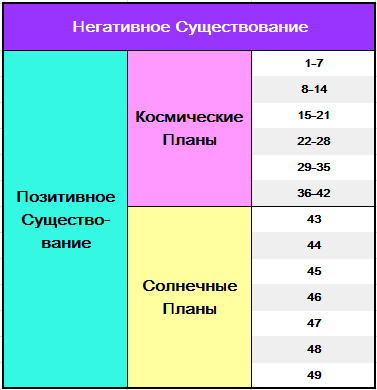 Негативное Существование
Позитивное
Существо-
вание
Космические
Планы
1-7
8-14
15-21
22-28
29-35
36-42
Солнечные
Планы
43
44
45
46
47
48
49